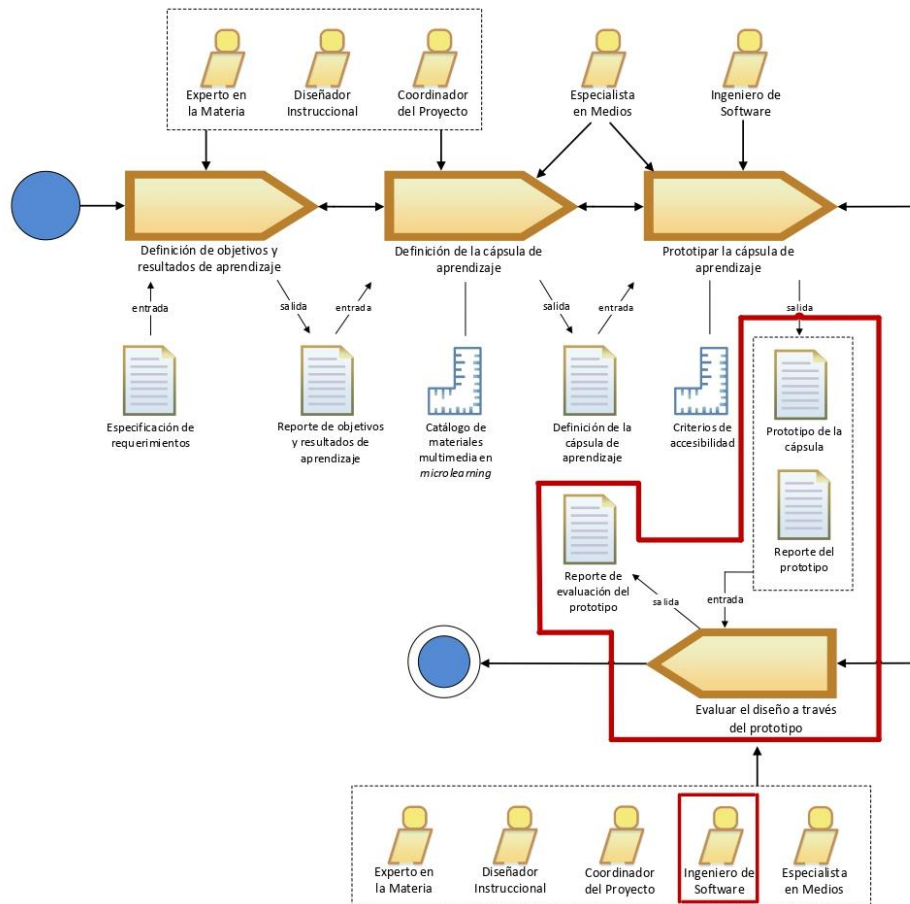 Experto en
la Materia
Diseñador
Instruccional
Coordinador
del Proyecto
Especialista
en Medios
Ingeniero de
Software
Definición de objetivos y
resultados de aprendizaje
Definición de la cápsula de
aprendizaje
Prototipar la cápsula de
aprendizaje
entrada
salida
entrada
salida
entrada
salida
Especificación de
requerimientos
Reporte de objetivos
y resultados de
aprendizaje
Catálogo de
materiales
multimedia en
microlearning
Definición de la
cápsula de
aprendizaje
Criterios de
accesibilidad
Prototipo de la
cápsula
Reporte del
prototipo
Reporte de
evaluación del
prototipo
salida
entrada
Evaluar el diseño a través
del prototipo
Experto en
la Materia
Diseñador
Instruccional
Coordinador
del Proyecto
Ingeniero de
Software
Especialista
en Medios